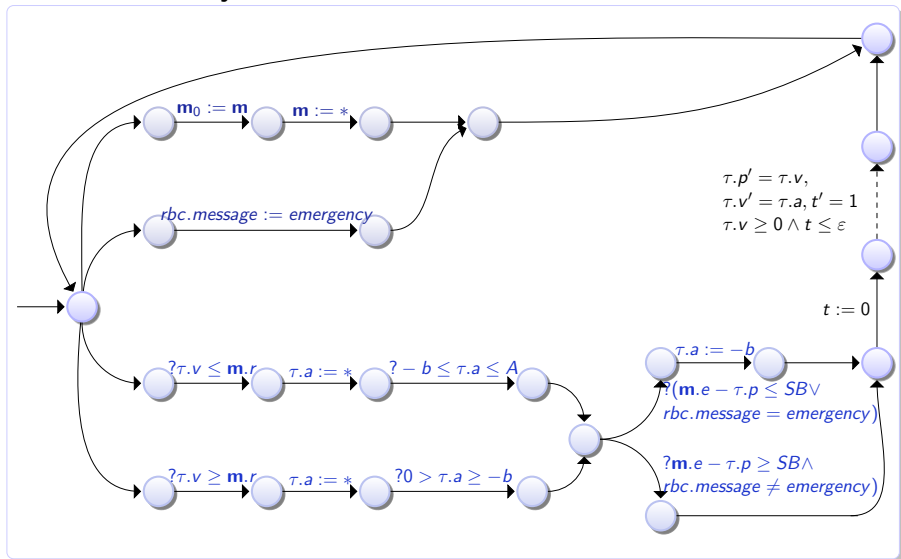 m₀ := m
m := *
rbc.message := emergency
τ.p′ = τ.v,
τ.v′ = τ.a, t′ = 1
τ.v ≥ 0 ∧ t ≤ ε
t := 0
?τ.v ≤ m.r
τ.a := *
? − b ≤ τ.a ≤ A
τ.a := −b
?(m.e − τ.p ≤ SB∨
rbc.message = emergency)
?τ.v ≥ m.r
τ.a := *
?0 > τ.a ≥ −b
?m.e − τ.p ≥ SB∧
rbc.message ≠ emergency)